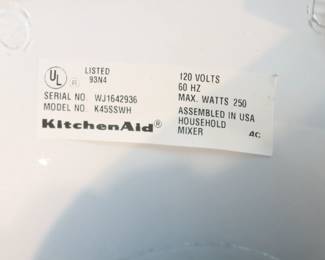 UL®
LISTED
93N4
SERIAL NO. WJ1642936
MODEL NO. K45SSWH
KitchenAid®
120 VOLTS
60 HZ
MAX. WATTS 250
ASSEMBLED IN USA
HOUSEHOLD
MIXER AC